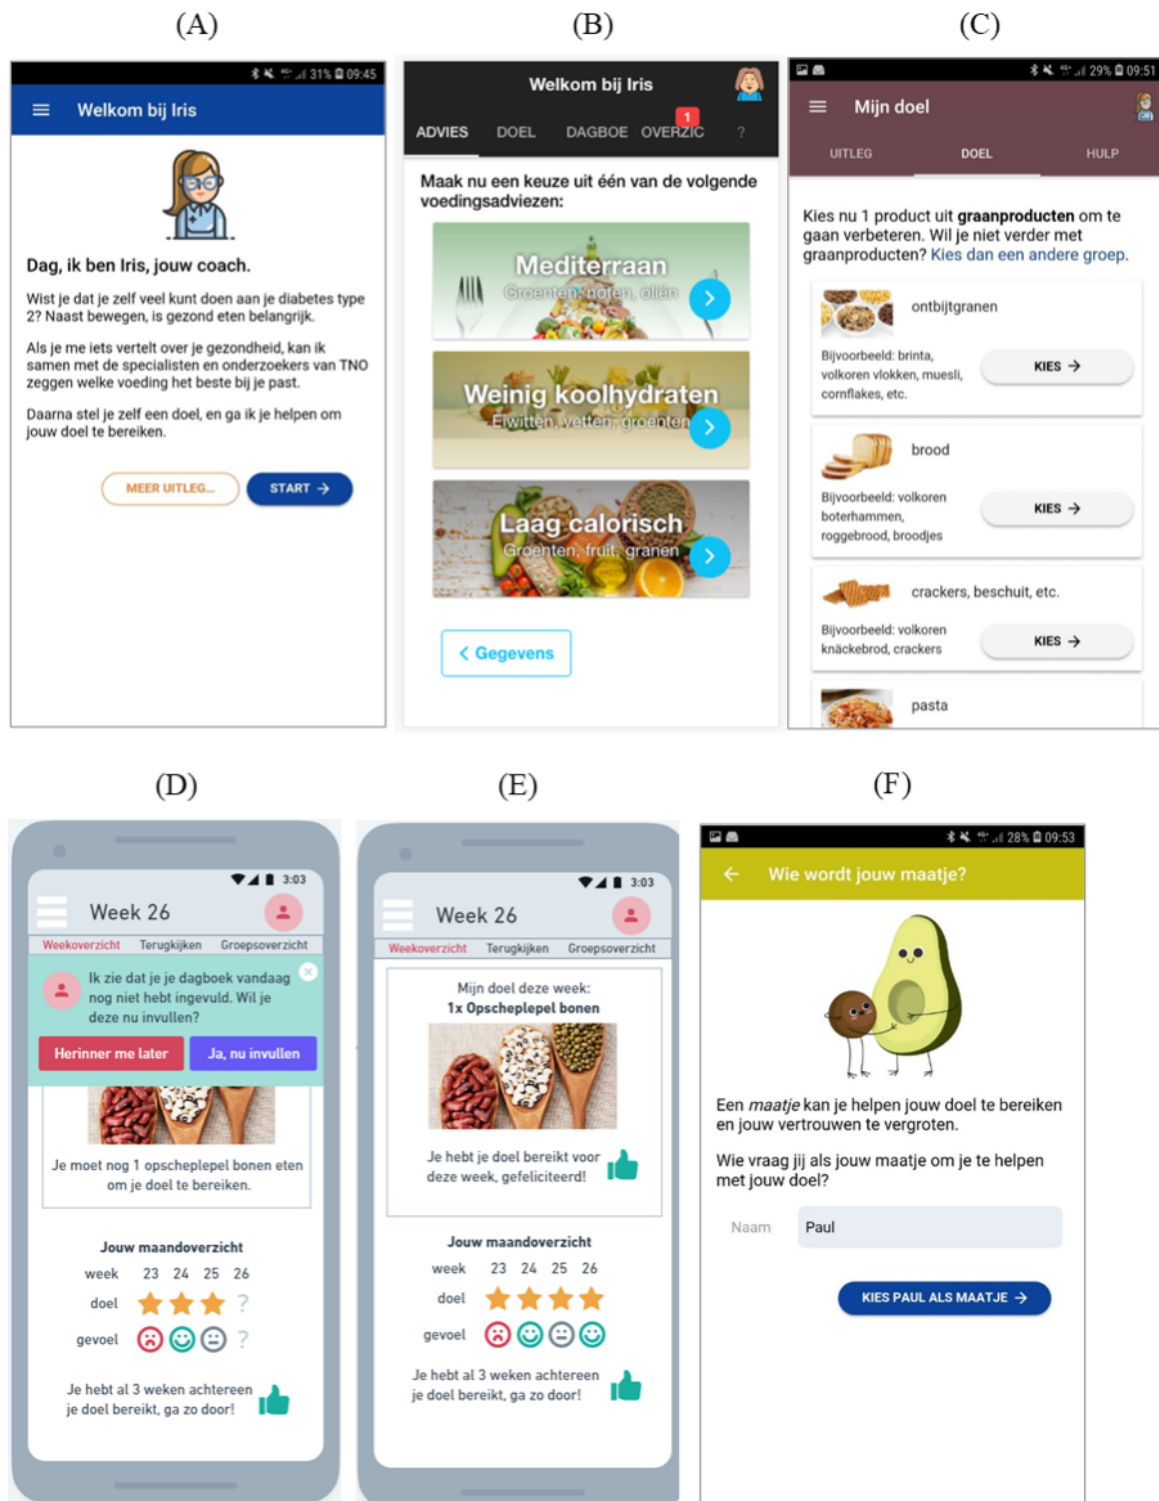 (A)
31% 09:45
Welkom bij Iris
Dag, ik ben Iris, jouw coach.
Wist je dat je zelf veel kunt doen aan je diabetes type
2? Naast bewegen, is gezond eten belangrijk.
Als je me iets vertelt over je gezondheid, kan ik
samen met de specialisten en onderzoekers van TNO
zeggen welke voeding het beste bij je past.
Daarna stel je zelf een doel, en ga ik je helpen om
jouw doel te bereiken.
MEER UITLEG...
START →
(B)
Welkom bij Iris
1
ADVIES DOEL DAGBOE OVERZIC ?
Maak nu een keuze uit één van de volgende
voedingsadviezen:
Mediterraan
Groenten, noten, oliën
Weinig koolhydraten
Eiwitten, vetten, groenten
Laag calorisch
Groenten, fruit, granen
< Gegevens
(C)
29% 09:51
Mijn doel
UITLEG DOEL HULP
Kies nu 1 product uit graanproducten om te
gaan verbeteren. Wil je niet verder met
graanproducten? Kies dan een andere groep.
ontbijtgranen
Bijvoorbeeld: brinta,
volkoren vlokken, muesli,
cornflakes, etc.
KIES →
brood
Bijvoorbeeld: volkoren
boterhammen,
roggebrood, broodjes
KIES →
crackers, beschuit, etc.
Bijvoorbeeld: volkoren
knäckebrod, crackers
KIES →
pasta
(D)
3:03
Week 26
Weekoverzicht Terugkijken Groepsoverzicht
Ik zie dat je je dagboek vandaag
nog niet hebt ingevuld. Wil je
deze nu invullen?
Herinner me later
Ja, nu invullen
Je moet nog 1 opscheplepel bonen eten
om je doel te bereiken.
Jouw maandoverzicht
week 23 24 25 26
doel ?
gevoel ?
Je hebt al 3 weken achtereen
je doel bereikt, ga zo door!
(E)
3:03
Week 26
Weekoverzicht Terugkijken Groepsoverzicht
Mijn doel deze week:
1x Opscheplepel bonen
Je hebt je doel bereikt voor
deze week, gefeliciteerd!
Jouw maandoverzicht
week 23 24 25 26
doel
gevoel
Je hebt al 3 weken achtereen
je doel bereikt, ga zo door!
(F)
28% 09:53
Wie wordt jouw maatje?
Een maatje kan je helpen jouw doel te bereiken
en jouw vertrouwen te vergroten.
Wie vraag jij als jouw maatje om je te helpen
met jouw doel?
Naam Paul
KIES PAUL ALS MAATJE →